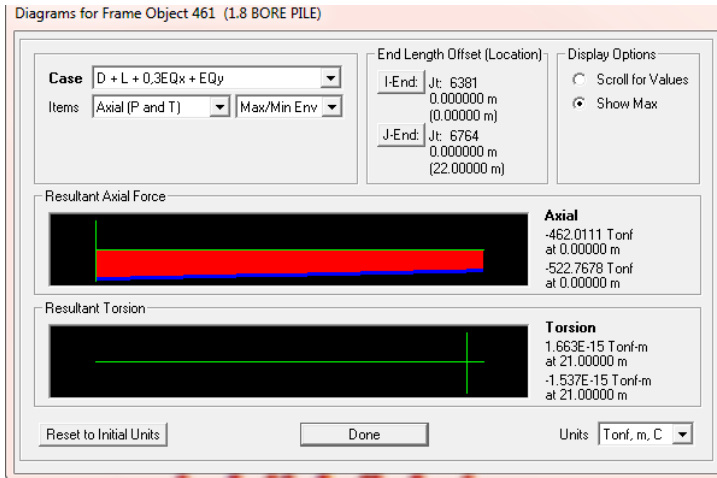 Diagrams for Frame Object 461 (1.8 BORE PILE)
Case D + L + 0,3EQx + EQy
Items Axial (P and T) Max/Min Env
End Length Offset (Location)
I-End: Jt: 6381
0.000000 m
(0.00000 m)
J-End: Jt: 6764
0.000000 m
(22.00000 m)
Display Options
Scroll for Values
Show Max
Resultant Axial Force
Axial
-462.0111 Tonf
at 0.00000 m
-522.7678 Tonf
at 0.00000 m
Resultant Torsion
Torsion
1.663E-15 Tonf-m
at 21.00000 m
-1.537E-15 Tonf-m
at 21.00000 m
Reset to Initial Units
Done
Units Tonf, m, C